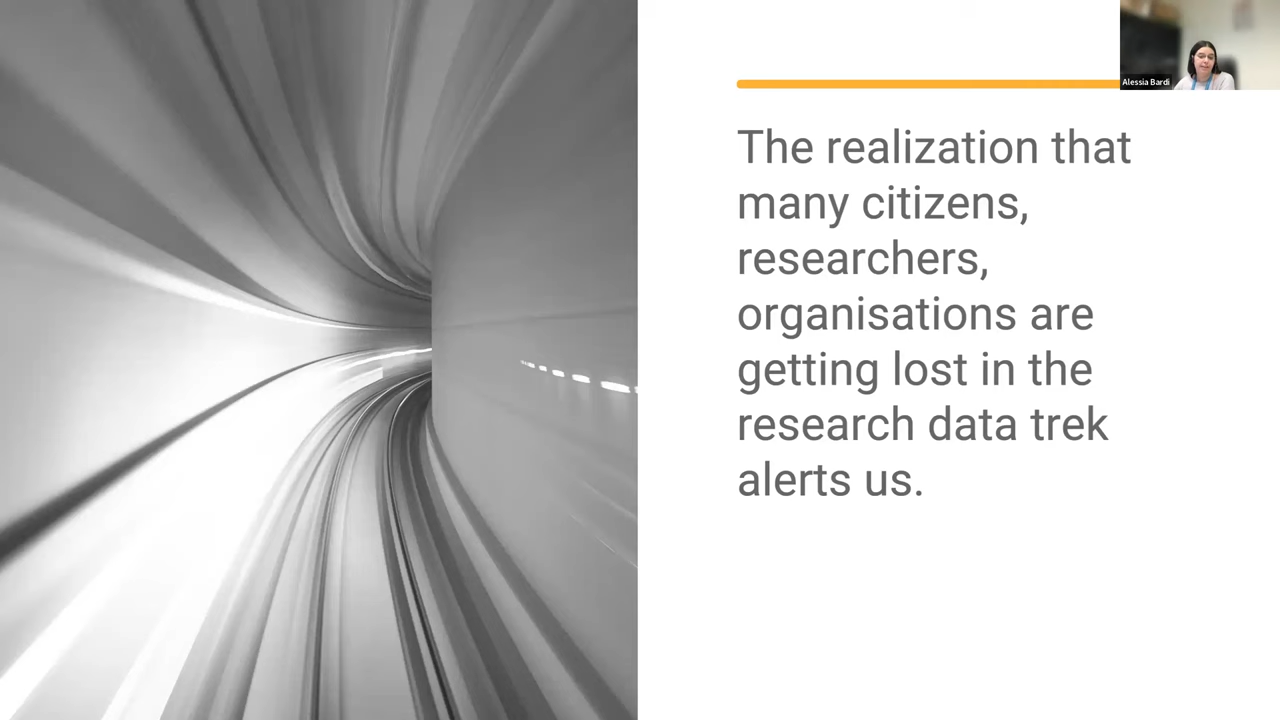 Alessia Bardi
The realization that
many citizens,
researchers,
organisations are
getting lost in the
research data trek
alerts us.